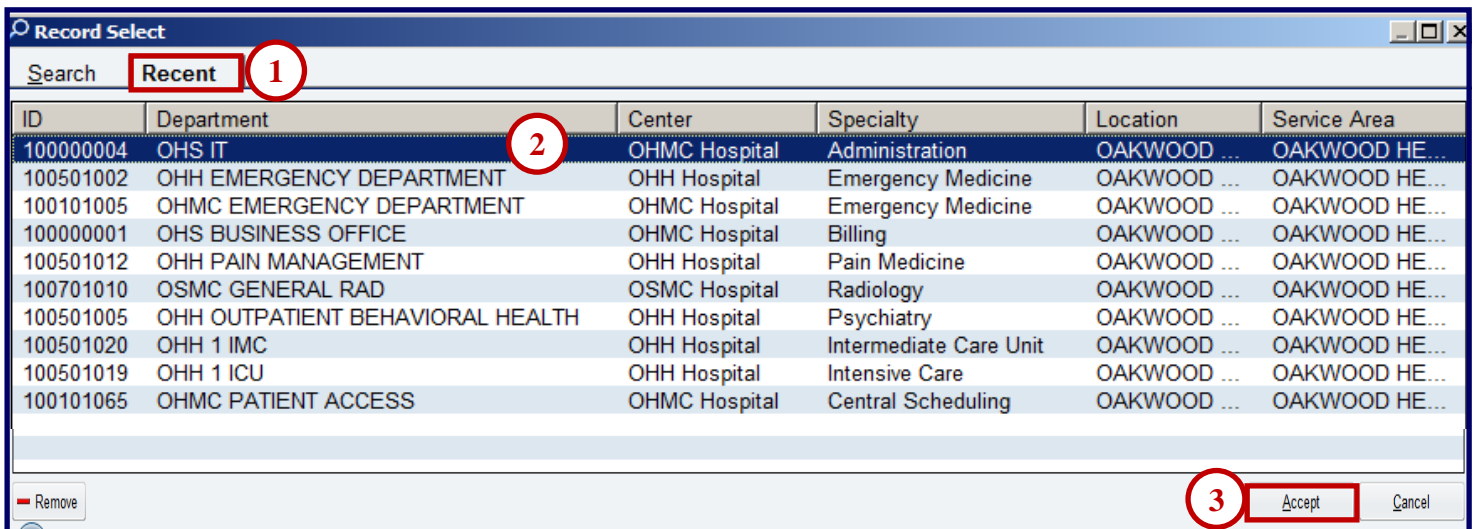 Record Select
Search Recent 1
ID Department Center Specialty Location Service Area
100000004 OHS IT 2 OHMC Hospital Administration OAKWOOD ... OAKWOOD HE...
100501002 OHH EMERGENCY DEPARTMENT OHH Hospital Emergency Medicine OAKWOOD ... OAKWOOD HE...
100101005 OHMC EMERGENCY DEPARTMENT OHMC Hospital Emergency Medicine OAKWOOD ... OAKWOOD HE...
100000001 OHS BUSINESS OFFICE OHMC Hospital Billing OAKWOOD ... OAKWOOD HE...
100501012 OHH PAIN MANAGEMENT OHH Hospital Pain Medicine OAKWOOD ... OAKWOOD HE...
100701010 OSMC GENERAL RAD OSMC Hospital Radiology OAKWOOD ... OAKWOOD HE...
100501005 OHH OUTPATIENT BEHAVIORAL HEALTH OHH Hospital Psychiatry OAKWOOD ... OAKWOOD HE...
100501020 OHH 1 IMC OHH Hospital Intermediate Care Unit OAKWOOD ... OAKWOOD HE...
100501019 OHH 1 ICU OHH Hospital Intensive Care OAKWOOD ... OAKWOOD HE...
100101065 OHMC PATIENT ACCESS OHMC Hospital Central Scheduling OAKWOOD ... OAKWOOD HE...
Remove 3 Accept Cancel